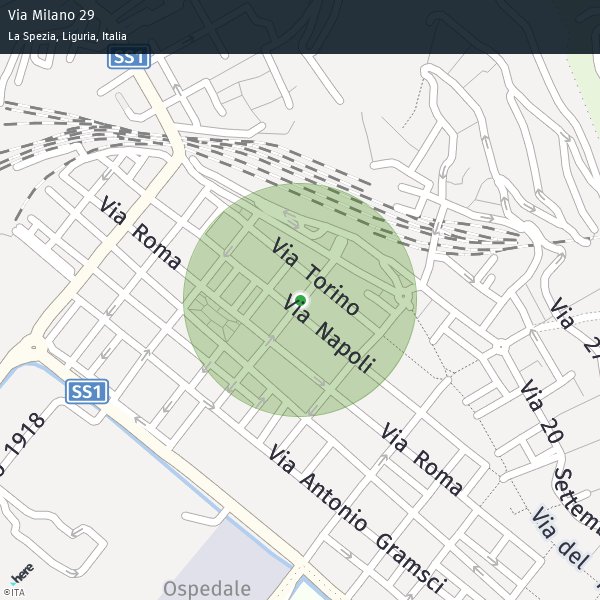 Via Milano 29
La Spezia, Liguria, Italia
SS1
Via Roma
Via Torino
Via Napoli
Via 27
SS1
Via 20 Settemb
1918
Via Roma
Via Antonio Gramsci
Via del
Ospedale
here
©ITA